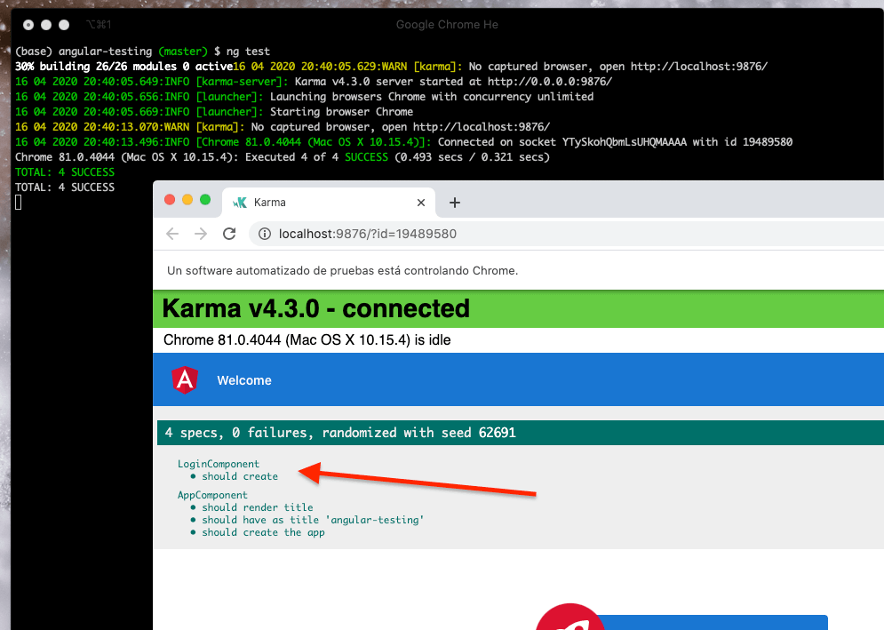 ⌥⌘1 Google Chrome He
(base) angular-testing (master) $ ng test
30% building 26/26 modules 0 active16 04 2020 20:40:05.629:WARN [karma]: No captured browser, open http://localhost:9876/
16 04 2020 20:40:05.649:INFO [karma-server]: Karma v4.3.0 server started at http://0.0.0.0:9876/
16 04 2020 20:40:05.656:INFO [launcher]: Launching browsers Chrome with concurrency unlimited
16 04 2020 20:40:05.669:INFO [launcher]: Starting browser Chrome
16 04 2020 20:40:13.070:WARN [karma]: No captured browser, open http://localhost:9876/
16 04 2020 20:40:13.496:INFO [Chrome 81.0.4044 (Mac OS X 10.15.4)]: Connected on socket YTySkohQbmLsUHQMAAAA with id 19489580
Chrome 81.0.4044 (Mac OS X 10.15.4): Executed 4 of 4 SUCCESS (0.493 secs / 0.321 secs)
TOTAL: 4 SUCCESS
TOTAL: 4 SUCCESS
Karma
localhost:9876/?id=19489580
Un software automatizado de pruebas está controlando Chrome.
Karma v4.3.0 - connected
Chrome 81.0.4044 (Mac OS X 10.15.4) is idle
Welcome
4 specs, 0 failures, randomized with seed 62691
LoginComponent
• should create
AppComponent
• should render title
• should have as title 'angular-testing'
• should create the app